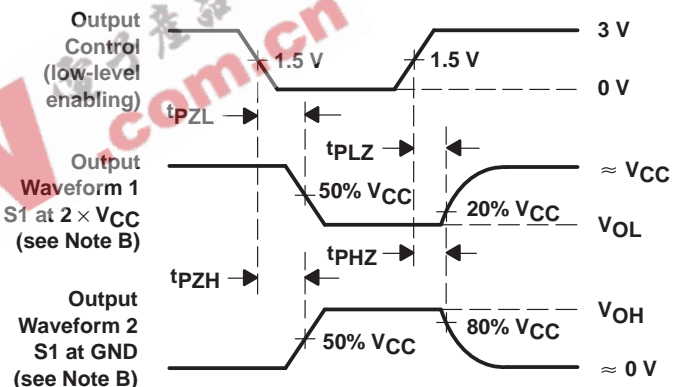 Output
Control
(low-level
enabling)
3 V
1.5 V
1.5 V
0 V
tPZL
tPLZ
Output
Waveform 1
S1 at 2 × VCC
(see Note B)
≈ VCC
50% VCC
20% VCC
VOL
tPZH
tPHZ
Output
Waveform 2
S1 at GND
(see Note B)
VOH
50% VCC
80% VCC
≈ 0 V
.com.cn